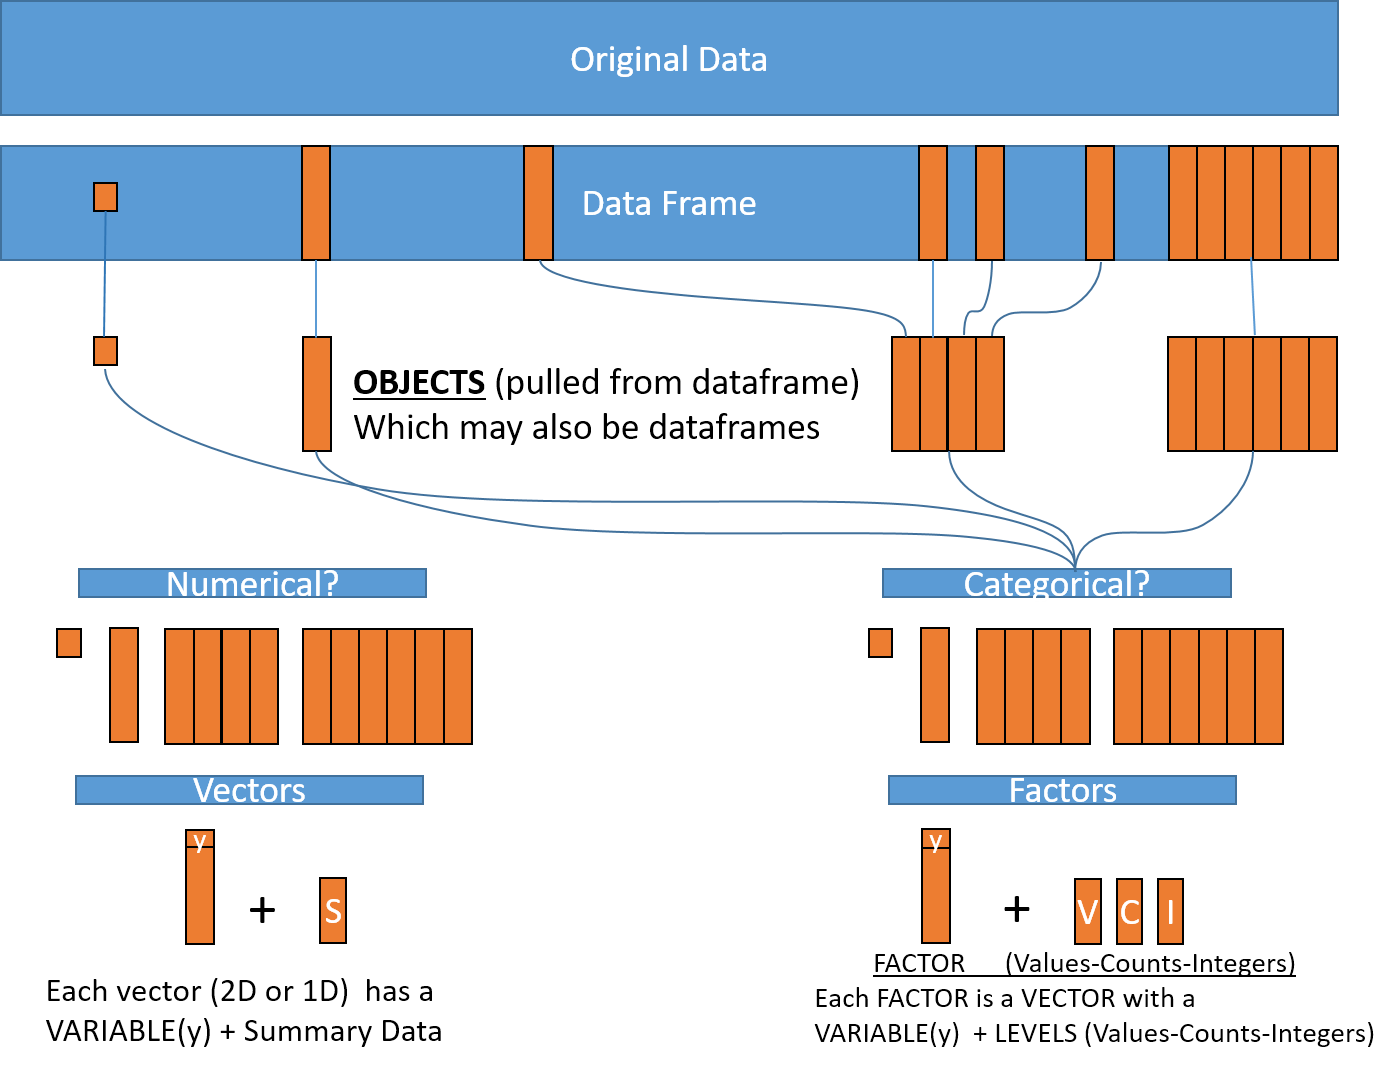 Original Data
Data Frame
OBJECTS (pulled from dataframe)
Which may also be dataframes
Numerical?
Categorical?
Vectors
Factors
y
+
S
y
+
V C I
Each vector (2D or 1D) has a
VARIABLE(y) + Summary Data
FACTOR (Values-Counts-Integers)
Each FACTOR is a VECTOR with a
VARIABLE(y) + LEVELS (Values-Counts-Integers)